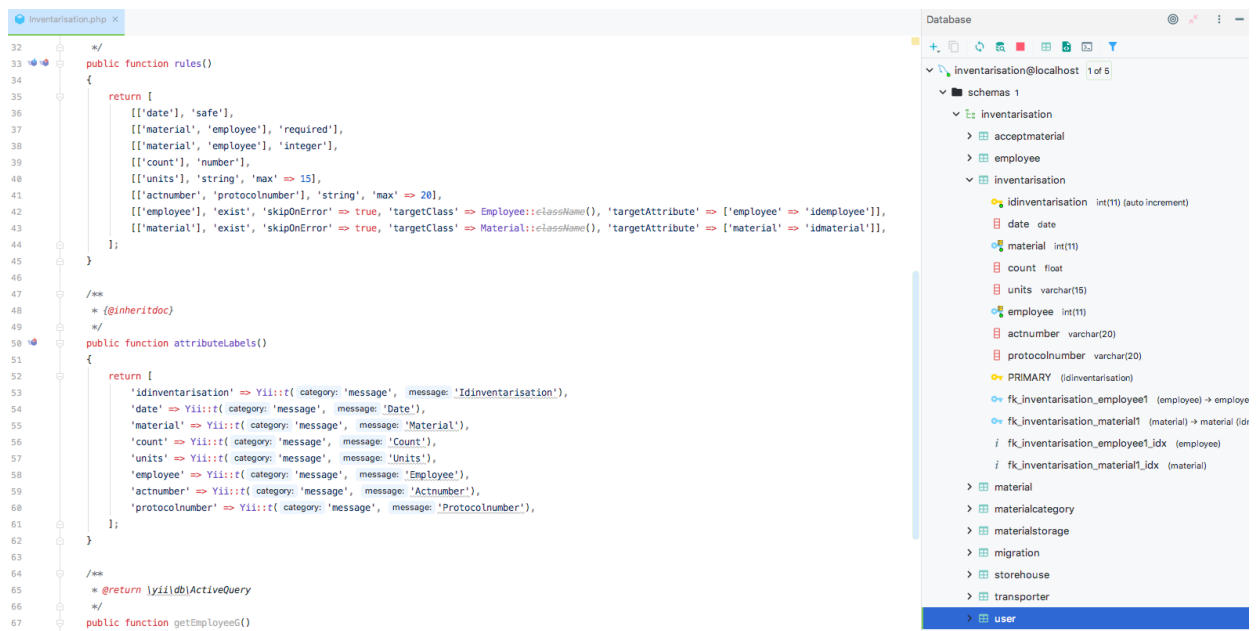 Inventarisation.php ×
32 */
33 public function rules()
34 {
35 return [
36 [['date'], 'safe'],
37 [['material', 'employee'], 'required'],
38 [['material', 'employee'], 'integer'],
39 [['count'], 'number'],
40 [['units'], 'string', 'max' => 15],
41 [['actnumber', 'protocolnumber'], 'string', 'max' => 20],
42 [['employee'], 'exist', 'skipOnError' => true, 'targetClass' => Employee::className(), 'targetAttribute' => ['employee' => 'idemployee']],
43 [['material'], 'exist', 'skipOnError' => true, 'targetClass' => Material::className(), 'targetAttribute' => ['material' => 'idmaterial']],
44 ];
45 }
46
47 /**
48 * {@inheritdoc}
49 */
50 public function attributeLabels()
51 {
52 return [
53 'idinventarisation' => Yii::t( category: 'message', message: 'Idinventarisation'),
54 'date' => Yii::t( category: 'message', message: 'Date'),
55 'material' => Yii::t( category: 'message', message: 'Material'),
56 'count' => Yii::t( category: 'message', message: 'Count'),
57 'units' => Yii::t( category: 'message', message: 'Units'),
58 'employee' => Yii::t( category: 'message', message: 'Employee'),
59 'actnumber' => Yii::t( category: 'message', message: 'Actnumber'),
60 'protocolnumber' => Yii::t( category: 'message', message: 'Protocolnumber'),
61 ];
62 }
63
64 /**
65 * @return \yii\db\ActiveQuery
66 */
67 public function getEmployeeG()
Database
inventarisation@localhost 1 of 5
schemas 1
inventarisation
acceptmaterial
employee
inventarisation
idinventarisation int(11) (auto increment)
date date
material int(11)
count float
units varchar(15)
employee int(11)
actnumber varchar(20)
protocolnumber varchar(20)
PRIMARY (idinventarisation)
fk_inventarisation_employee1 (employee) → employe
fk_inventarisation_material1 (material) → material (idr
i fk_inventarisation_employee1_idx (employee)
i fk_inventarisation_material1_idx (material)
material
materialcategory
materialstorage
migration
storehouse
transporter
user